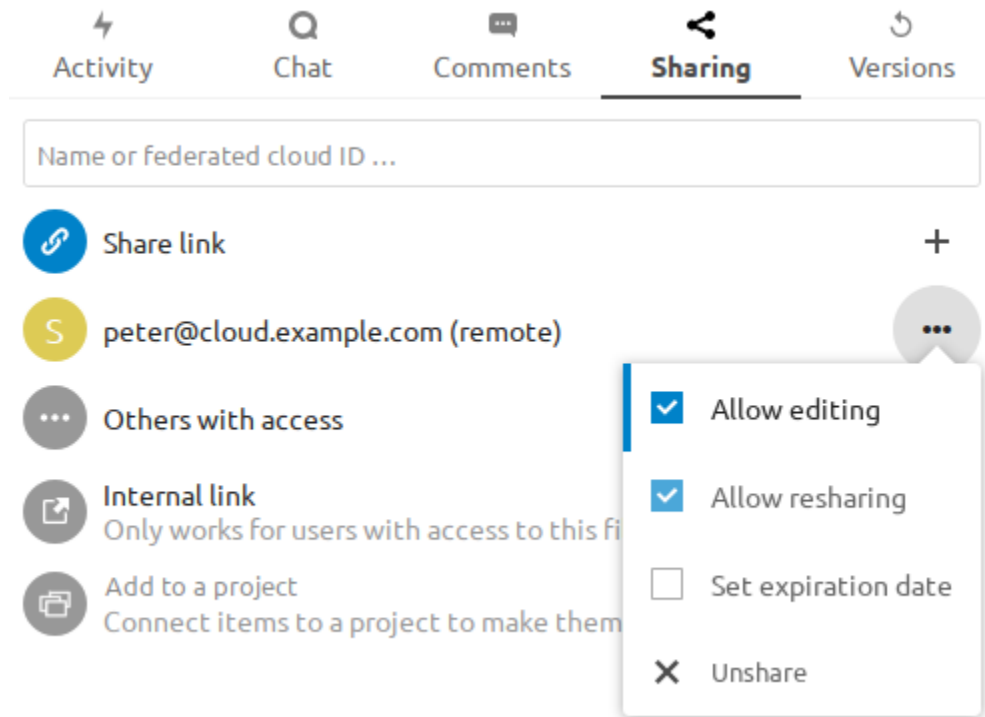 Activity Chat Comments Sharing Versions
Name or federated cloud ID ...
Share link
S peter@cloud.example.com (remote)
Others with access
Internal link
Only works for users with access to this fi
Add to a project
Connect items to a project to make them
Allow editing
Allow resharing
Set expiration date
Unshare